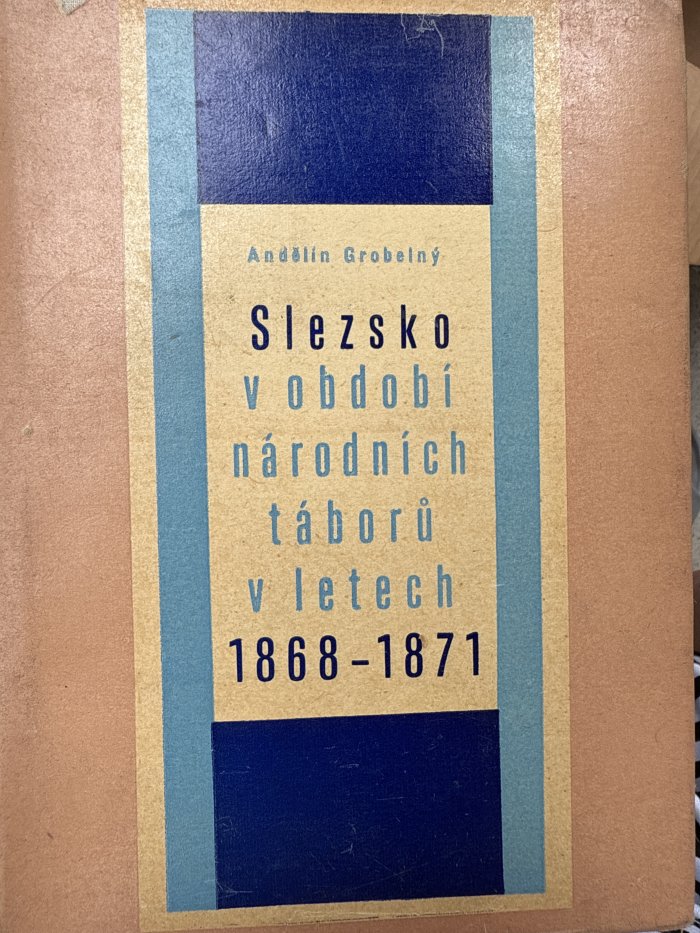 Andělín Grobelný
Slezsko
v období
národních
táborů
v letech
1868-1871